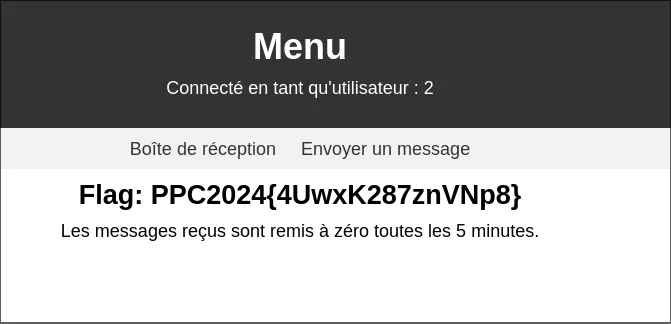 Menu
Connecté en tant qu'utilisateur : 2
Boîte de réception Envoyer un message
Flag: PPC2024{4UwxK287znVNp8}
Les messages reçus sont remis à zéro toutes les 5 minutes.